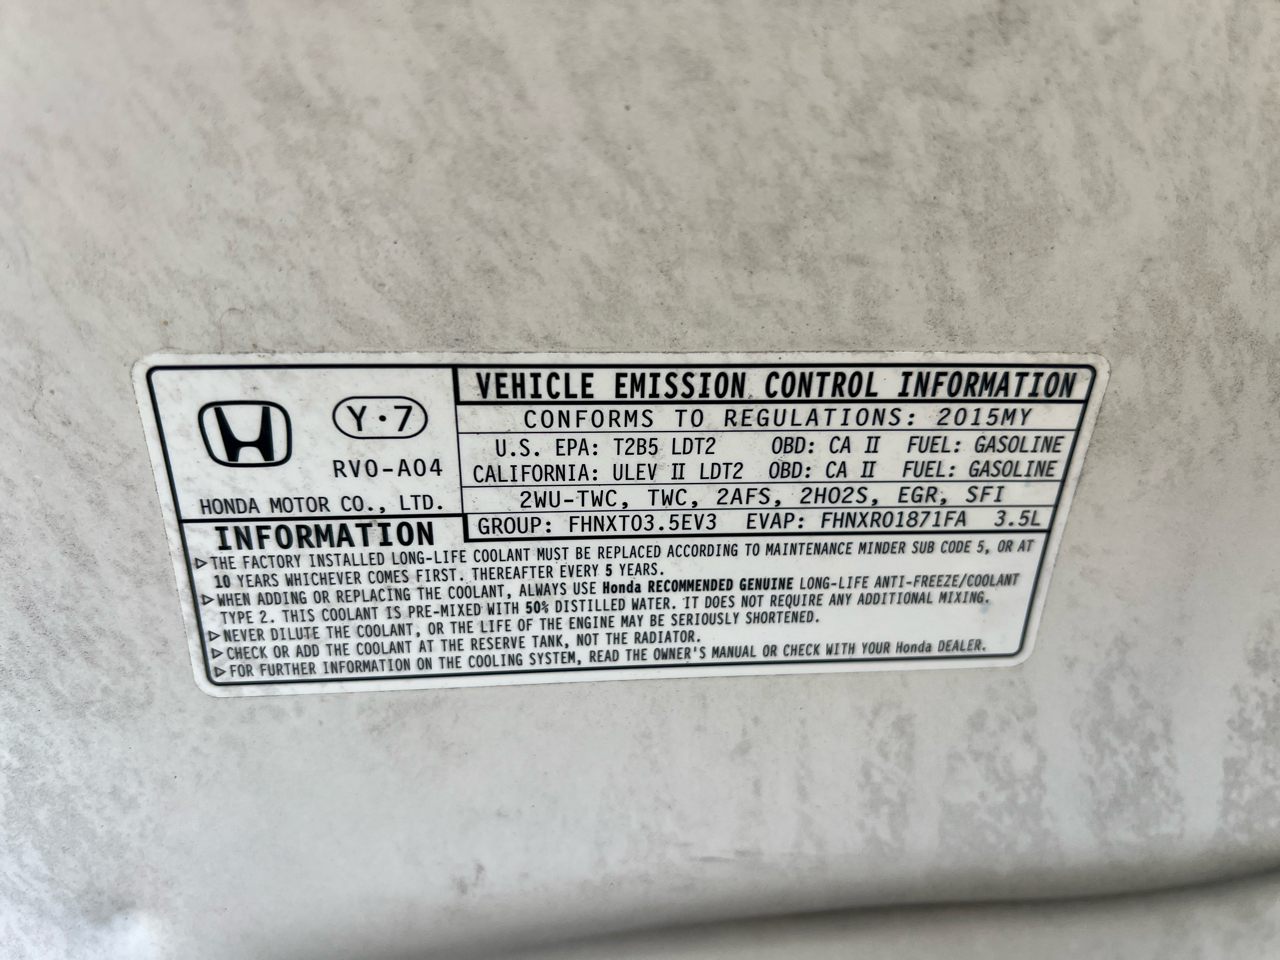 Y·7
RV0-A04
HONDA MOTOR CO., LTD.
VEHICLE EMISSION CONTROL INFORMATION
CONFORMS TO REGULATIONS: 2015MY
U.S. EPA: T2B5 LDT2 OBD: CA II FUEL: GASOLINE
CALIFORNIA: ULEV II LDT2 OBD: CA II FUEL: GASOLINE
2WU-TWC, TWC, 2AFS, 2HO2S, EGR, SFI
GROUP: FHNXT03.5EV3 EVAP: FHNXR01871FA 3.5L
INFORMATION
▷THE FACTORY INSTALLED LONG-LIFE COOLANT MUST BE REPLACED ACCORDING TO MAINTENANCE MINDER SUB CODE 5, OR AT
10 YEARS WHICHEVER COMES FIRST. THEREAFTER EVERY 5 YEARS.
▷WHEN ADDING OR REPLACING THE COOLANT, ALWAYS USE Honda RECOMMENDED GENUINE LONG-LIFE ANTI-FREEZE/COOLANT
TYPE 2. THIS COOLANT IS PRE-MIXED WITH 50% DISTILLED WATER. IT DOES NOT REQUIRE ANY ADDITIONAL MIXING.
▷NEVER DILUTE THE COOLANT, OR THE LIFE OF THE ENGINE MAY BE SERIOUSLY SHORTENED.
▷CHECK OR ADD THE COOLANT AT THE RESERVE TANK, NOT THE RADIATOR.
▷FOR FURTHER INFORMATION ON THE COOLING SYSTEM, READ THE OWNER'S MANUAL OR CHECK WITH YOUR Honda DEALER.